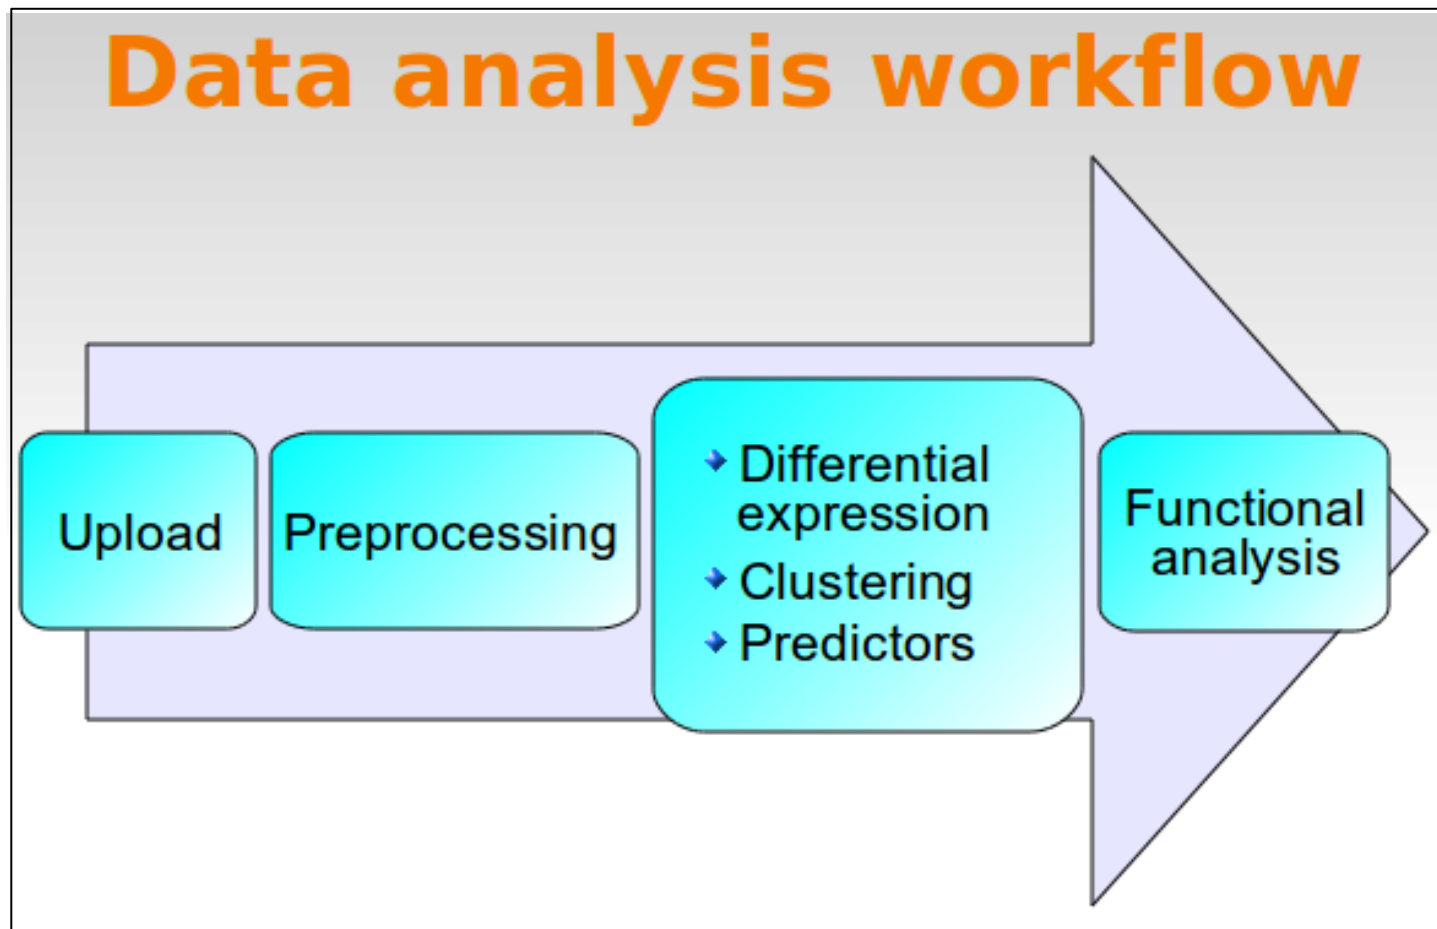 Data analysis workflow
Upload
Preprocessing
Differential
expression
Clustering
Predictors
Functional
analysis